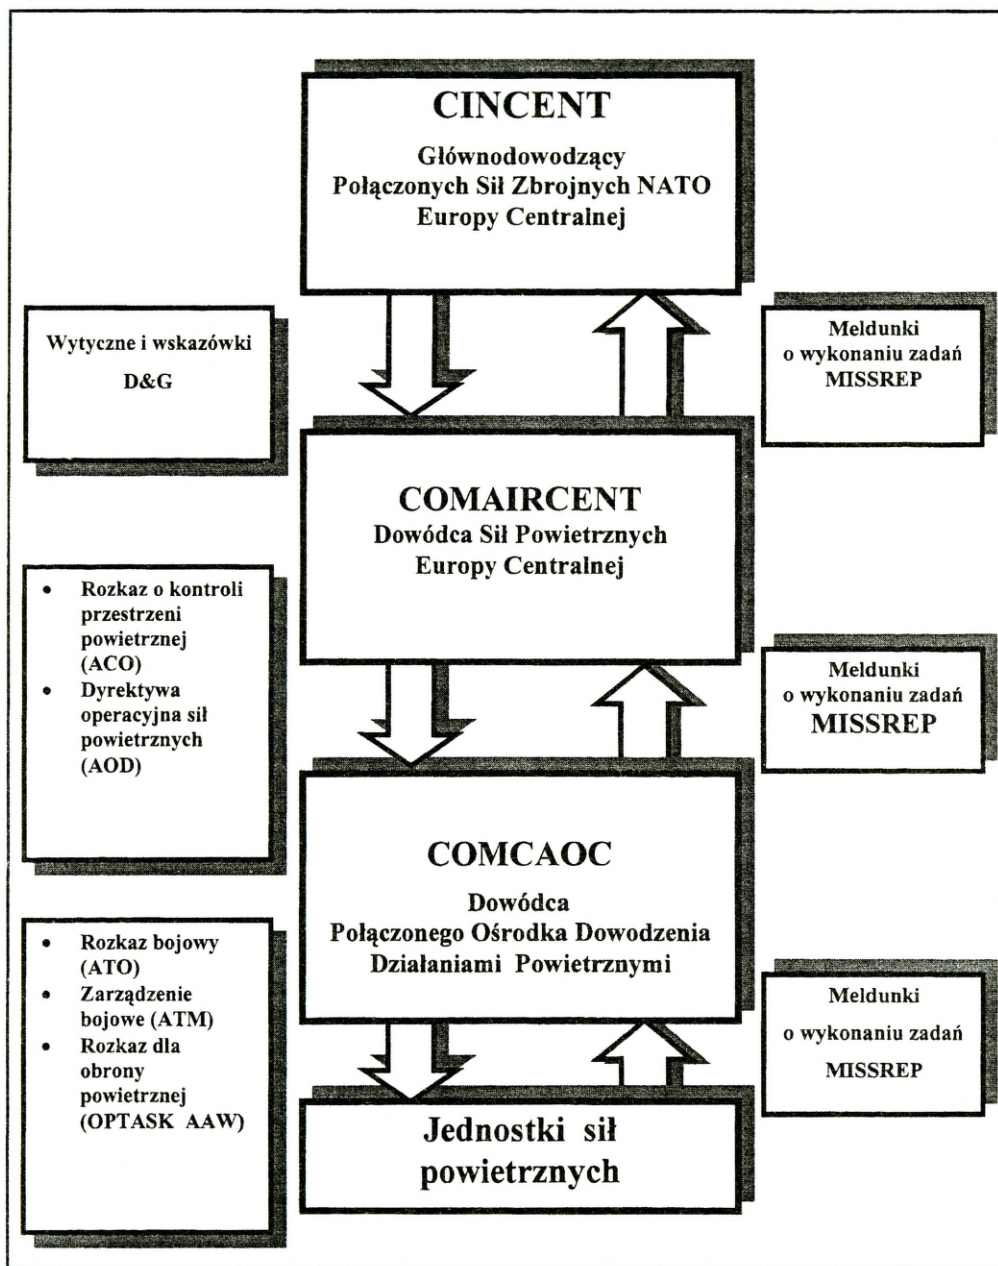 CINCENT
Głównodowodzący
Połączonych Sił Zbrojnych NATO
Europy Centralnej
Wytyczne i wskazówki
D&G
Meldunki
o wykonaniu zadań
MISSREP
COMAIRCENT
Dowódca Sił Powietrznych
Europy Centralnej
• Rozkaz o kontroli
przestrzeni
powietrznej
(ACO)
• Dyrektywa
operacyjna sił
powietrznych
(AOD)
Meldunki
o wykonaniu zadań
MISSREP
COMCAOC
Dowódca
Połączonego Ośrodka Dowodzenia
Działaniami Powietrznymi
• Rozkaz bojowy
(ATO)
• Zarządzenie
bojowe (ATM)
• Rozkaz dla
obrony
powietrznej
(OPTASK AAW)
Meldunki
o wykonaniu zadań
MISSREP
Jednostki sił
powietrznych